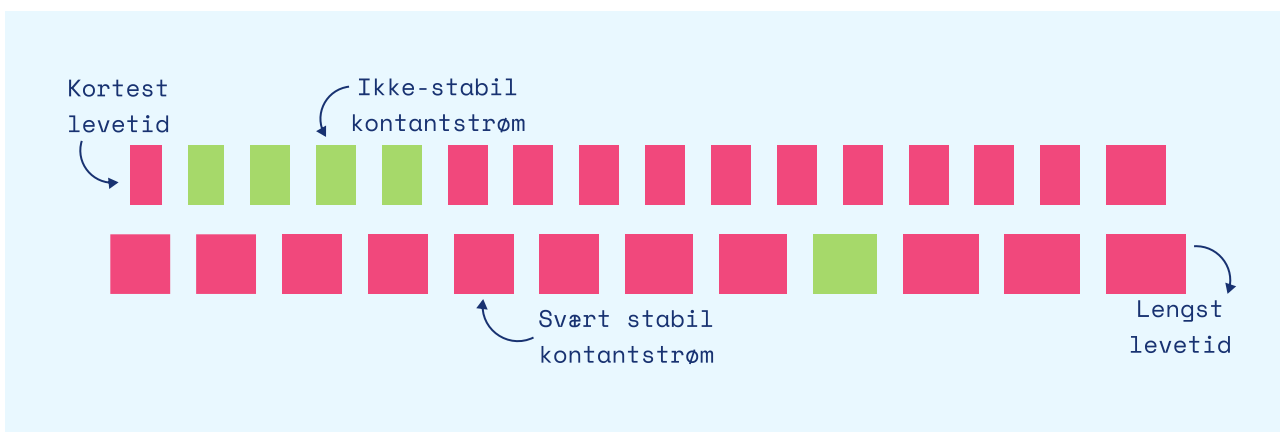 Kortest
levetid
Ikke-stabil
kontantstrøm
Svært stabil
kontantstrøm
Lengst
levetid